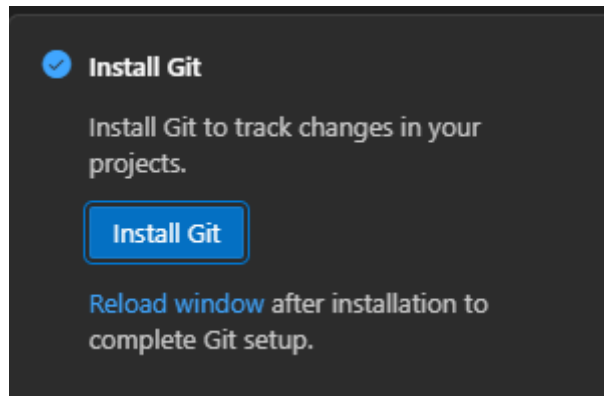 Install Git
Install Git to track changes in your
projects.
Install Git
Reload window after installation to
complete Git setup.